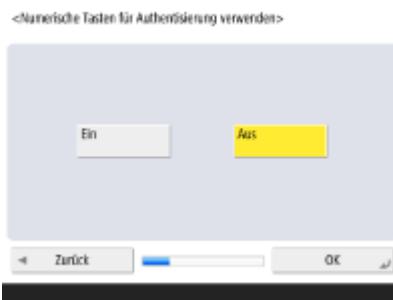 <Numerische Tasten für Authentisierung verwenden>
Ein
Aus
Zurück
OK